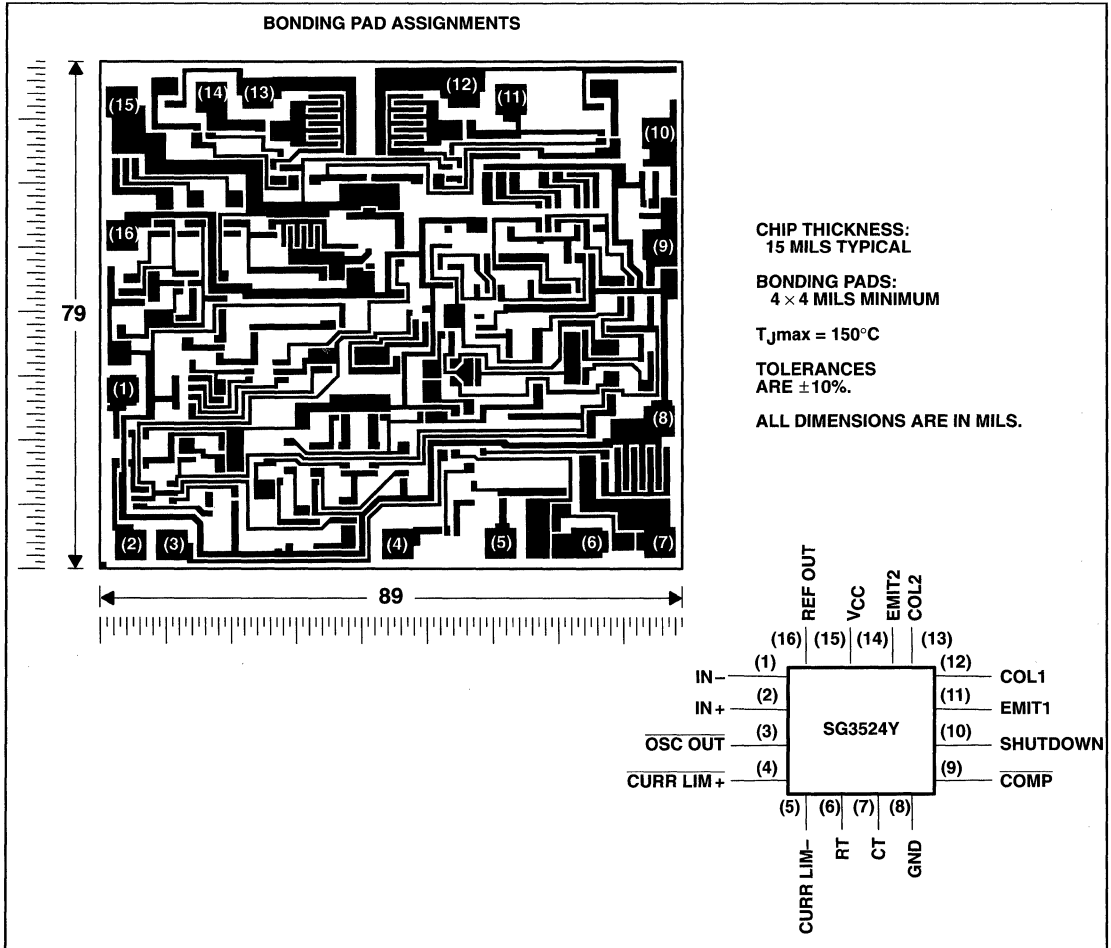 BONDING PAD ASSIGNMENTS
(15)
(14)
(13)
(12)
(11)
(10)
(16)
(9)
79
(1)
(8)
(2)
(3)
(4)
(5)
(6)
(7)
89
CHIP THICKNESS:
15 MILS TYPICAL
BONDING PADS:
4 × 4 MILS MINIMUM
TJmax = 150°C
TOLERANCES
ARE ±10%.
ALL DIMENSIONS ARE IN MILS.
REF OUT
VCC
EMIT2
COL2
(16)
(15)
(14)
(13)
(1)
(12)
IN−
COL1
(2)
(11)
IN+
EMIT1
SG3524Y
(3)
(10)
OSC OUT
SHUTDOWN
(4)
(9)
CURR LIM+
COMP
(5)
(6)
(7)
(8)
CURR LIM−
RT
CT
GND